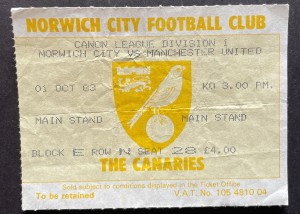 NORWICH CITY FOOTBALL CLUB
CANON LEAGUE DIVISION 1
NORWICH CITY VS MANCHESTER UNITED
01 OCT 83 KO 3.00 PM.
MAIN STAND MAIN STAND
BLOCK E ROW N SEAT 28 £4.00
THE CANARIES
Sold subject to conditions displayed in the Ticket Office
To be retained V.A.T. No. 105 4810 04